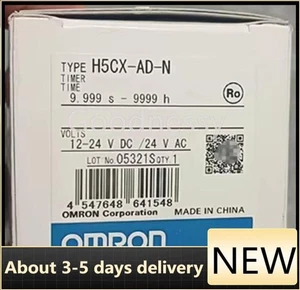 TYPE H5CX-AD-N
TIMER
TIME
9.999 s - 9999 h
Ro
VOLTS
12-24 V DC /24 V AC
LOT No 05321S QTY. 1
4 547648 641548
OMRON Corporation MADE IN CHINA
OMRON
About 3-5 days delivery NEW